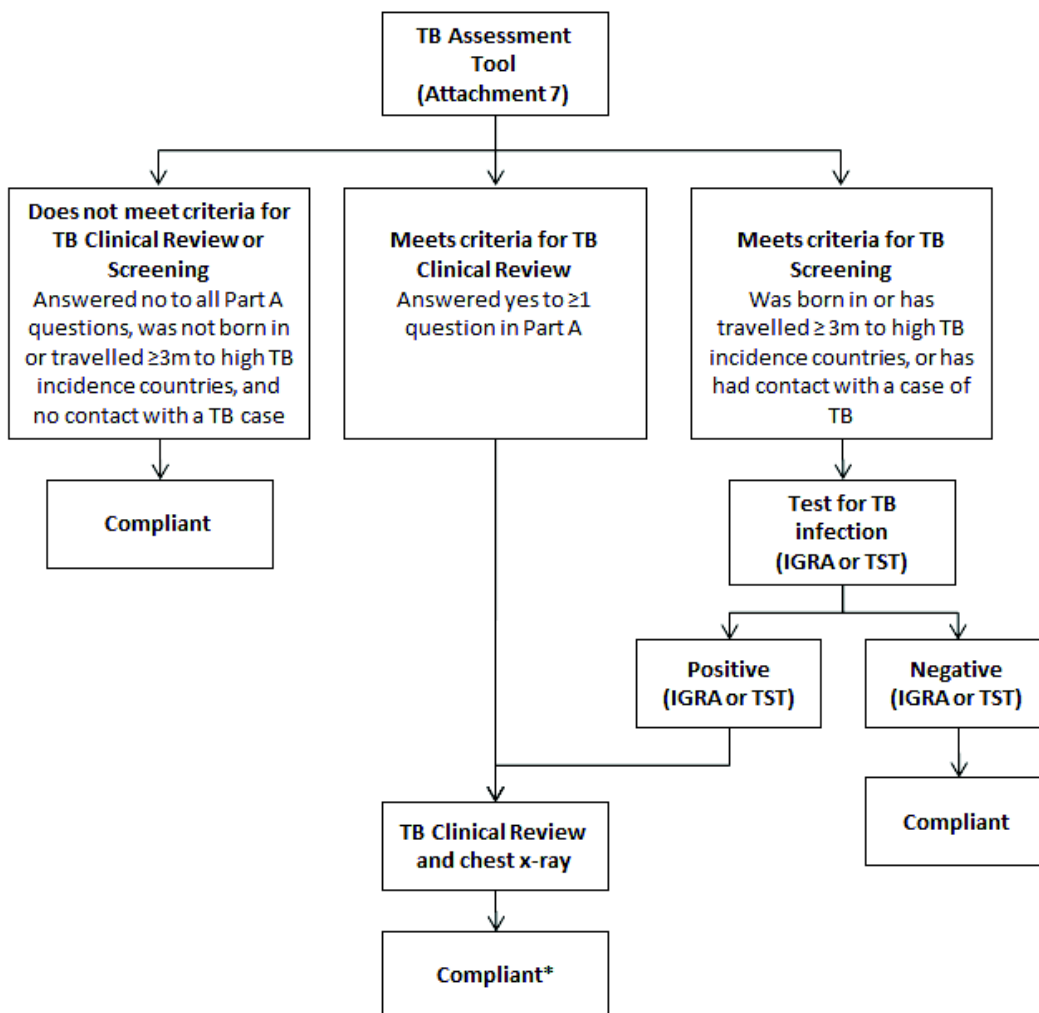 TB Assessment
Tool
(Attachment 7)
Does not meet criteria for
TB Clinical Review or
Screening
Answered no to all Part A
questions, was not born in
or travelled ≥3m to high TB
incidence countries, and
no contact with a TB case
Meets criteria for TB
Clinical Review
Answered yes to ≥1
question in Part A
Meets criteria for TB
Screening
Was born in or has
travelled ≥ 3m to high TB
incidence countries, or has
had contact with a case of
TB
Compliant
Test for TB
infection
(IGRA or TST)
Positive
(IGRA or TST)
Negative
(IGRA or TST)
TB Clinical Review
and chest x-ray
Compliant
Compliant*